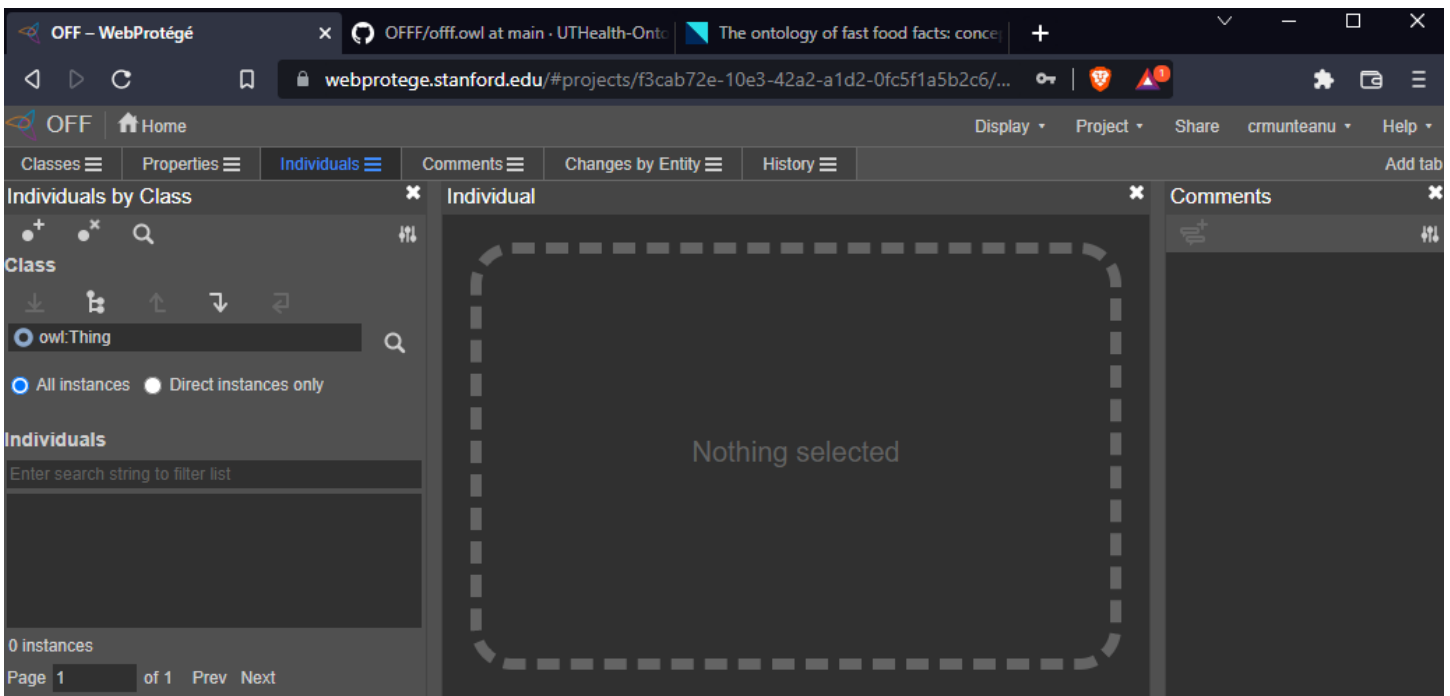 OFF – WebProtégé
OFFF/offf.owl at main · UTHealth-Onto
The ontology of fast food facts: concep
webprotege.stanford.edu/#projects/f3cab72e-10e3-42a2-a1d2-0fc5f1a5b2c6/...
1
OFF Home Display Project Share crmunteanu Help
Classes Properties Individuals Comments Changes by Entity History Add tab
Individuals by Class
Individual
Comments
Class
owl:Thing
All instances Direct instances only
Individuals
Enter search string to filter list
Nothing selected
0 instances
Page 1 of 1 Prev Next